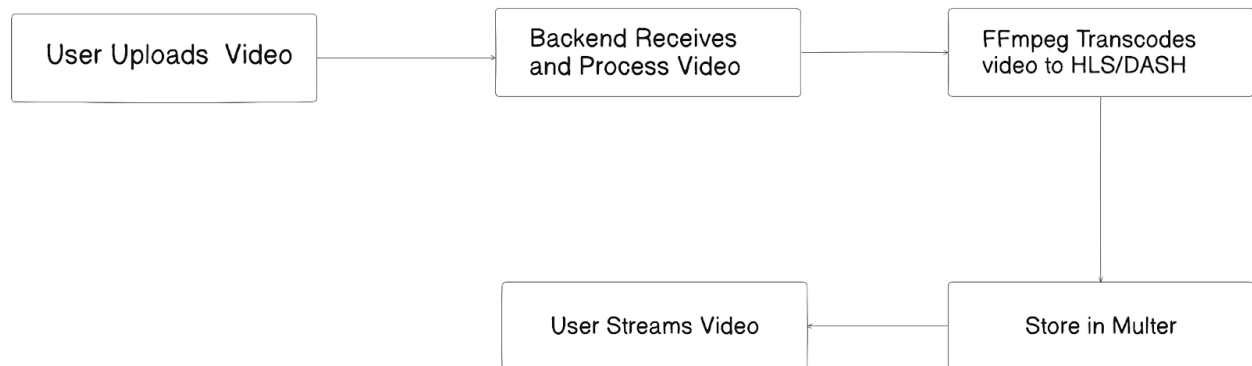 User Uploads  Video
Backend Receives
and Process Video
FFmpeg Transcodes
video to HLS/DASH
Store in Multer
User Streams Video